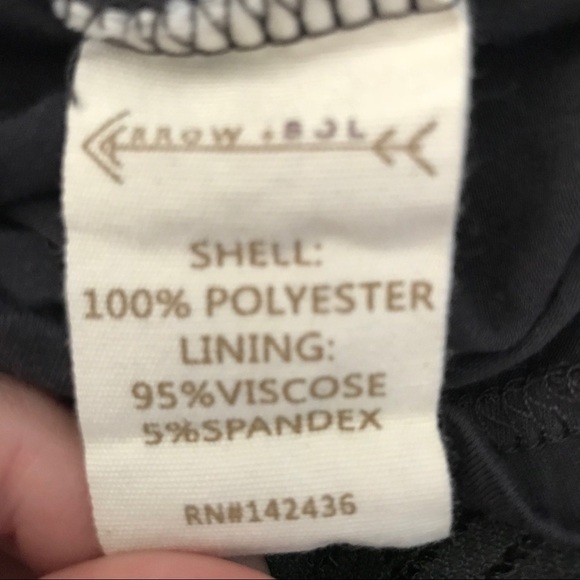 SHELL:
100% POLYESTER
LINING:
95%VISCOSE
5%SPANDEX
RN#142436